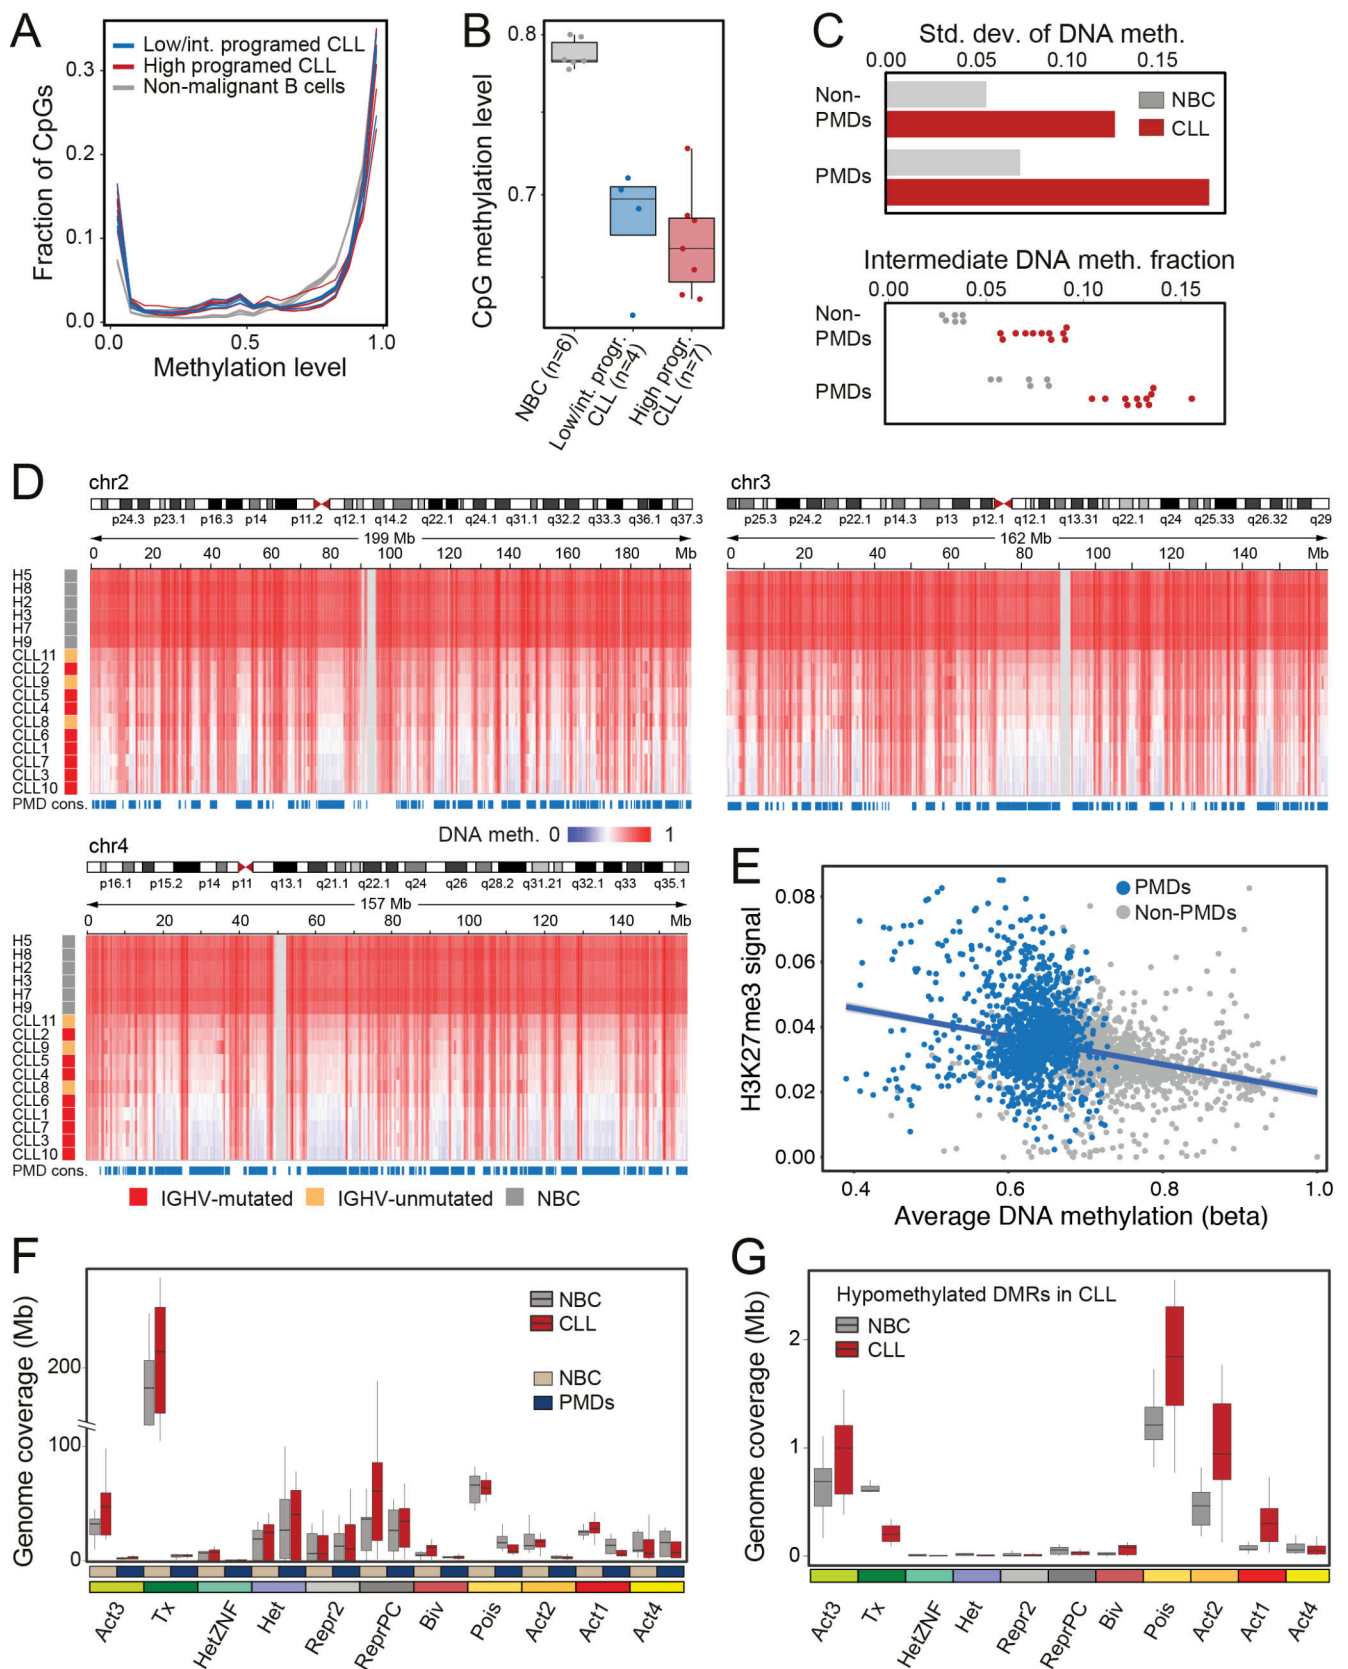 A
Low/int. programed CLL
High programed CLL
Non-malignant B cells
Fraction of CpGs
0.3
0.2
0.1
0.0
0.0 0.5 1.0
Methylation level
B
CpG methylation level
0.8
0.7
NBC (n=6)
Low/int. progr.
CLL (n=4)
High progr.
CLL (n=7)
C
Std. dev. of DNA meth.
0.00 0.05 0.10 0.15
Non-
PMDs
PMDs
NBC
CLL
Intermediate DNA meth. fraction
0.00 0.05 0.10 0.15
Non-
PMDs
PMDs
D
chr2
p24.3 p23.1 p16.3 p14 p11.2 q12.1 q14.2 q22.1 q24.1 q31.1 q32.2 q33.3 q36.1 q37.3
199 Mb
0 20 40 60 80 100 120 140 160 180 Mb
H5
H8
H2
H3
H7
H9
CLL11
CLL2
CLL9
CLL5
CLL4
CLL8
CLL6
CLL1
CLL7
CLL3
CLL10
PMD cons.
chr3
p25.3 p24.2 p22.1 p14.3 p13 p12.1 q12.1 q13.31 q22.1 q24 q25.33 q26.32 q29
162 Mb
0 20 40 60 80 100 120 140 Mb
DNA meth. 0 1
chr4
p16.1 p15.2 p14 p11 q13.1 q21.1 q22.1 q24 q26 q28.2 q31.21 q32.1 q33 q35.1
157 Mb
0 20 40 60 80 100 120 140 Mb
H5
H8
H2
H3
H7
H9
CLL11
CLL2
CLL9
CLL5
CLL4
CLL8
CLL6
CLL1
CLL7
CLL3
CLL10
PMD cons.
IGHV-mutated IGHV-unmutated NBC
E
PMDs
Non-PMDs
H3K27me3 signal
0.08
0.06
0.04
0.02
0.00
0.4 0.6 0.8 1.0
Average DNA methylation (beta)
F
Genome coverage (Mb)
200
100
0
NBC
CLL
NBC
PMDs
Act3 Tx HetZNF Het Repr2 ReprPC Biv Pois Act2 Act1 Act4
G
Hypomethylated DMRs in CLL
NBC
CLL
Genome coverage (Mb)
2
1
0
Act3 Tx HetZNF Het Repr2 ReprPC Biv Pois Act2 Act1 Act4